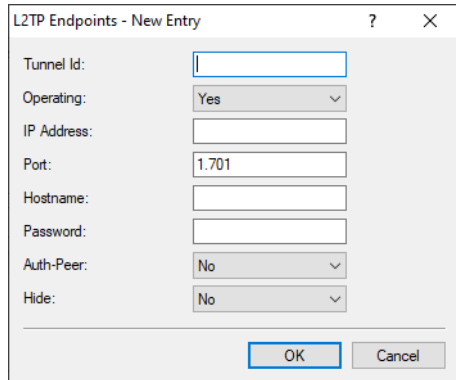 L2TP Endpoints - New Entry ?
Tunnel Id:
Operating: Yes
IP Address:
Port: 1.701
Hostname:
Password:
Auth-Peer: No
Hide: No
OK Cancel